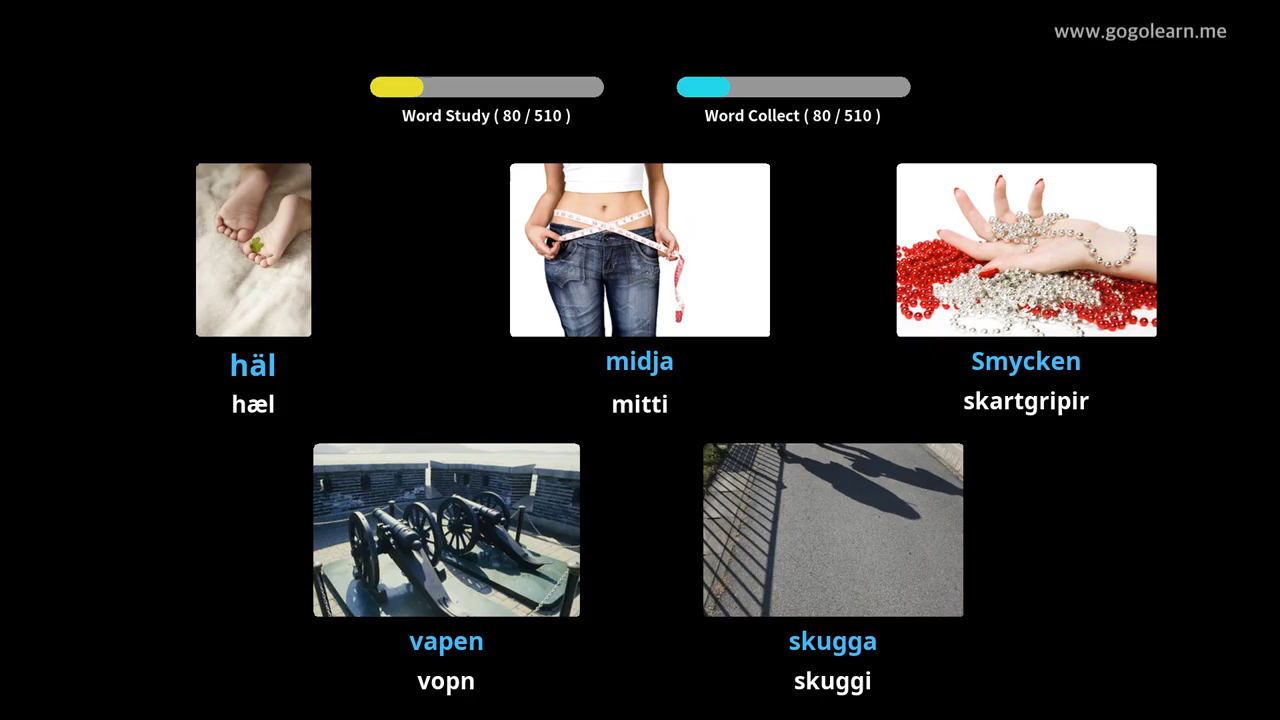 www.gogolearn.me
Word Study ( 80 / 510 )
Word Collect ( 80 / 510 )
häl
hæl
midja
mitti
Smycken
skartgripir
vapen
vopn
skugga
skuggi